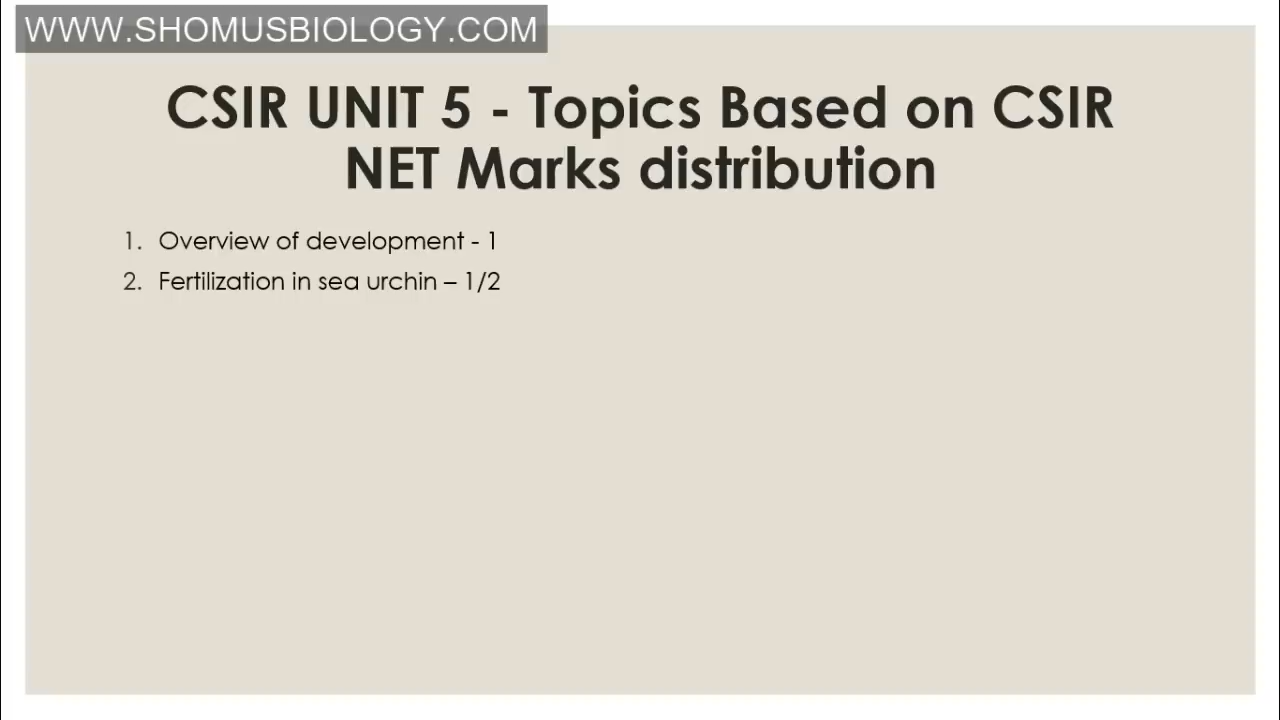 WWW.SHOMUSBIOLOGY.COM
CSIR UNIT 5 - Topics Based on CSIR
NET Marks distribution
1. Overview of development - 1
2. Fertilization in sea urchin – 1/2